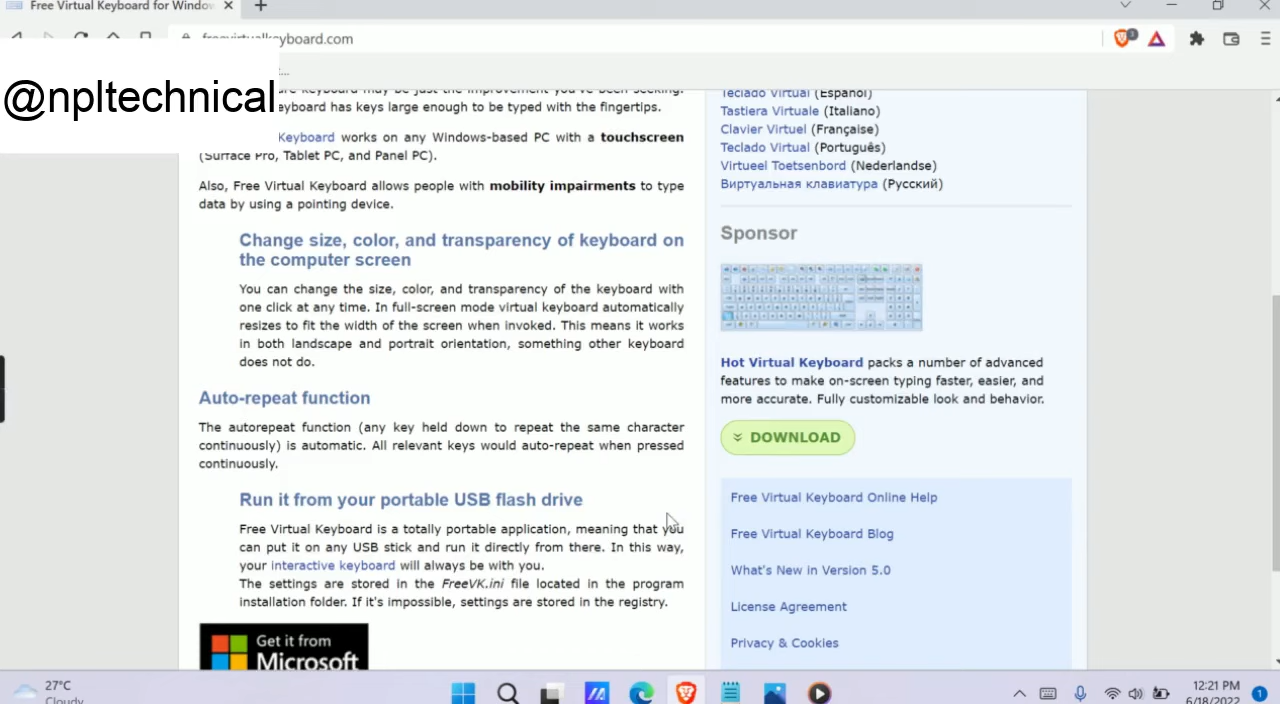 Free Virtual Keyboard for Window
freevirtualkeyboard.com
@npltechnical
keyboard has keys large enough to be typed with the fingertips.
Keyboard works on any Windows-based PC with a touchscreen
(Surface Pro, Tablet PC, and Panel PC).
Also, Free Virtual Keyboard allows people with mobility impairments to type
data by using a pointing device.
Change size, color, and transparency of keyboard on
the computer screen
You can change the size, color, and transparency of the keyboard with
one click at any time. In full-screen mode virtual keyboard automatically
resizes to fit the width of the screen when invoked. This means it works
in both landscape and portrait orientation, something other keyboard
does not do.
Auto-repeat function
The autorepeat function (any key held down to repeat the same character
continuously) is automatic. All relevant keys would auto-repeat when pressed
continuously.
Run it from your portable USB flash drive
Free Virtual Keyboard is a totally portable application, meaning that you
can put it on any USB stick and run it directly from there. In this way,
your interactive keyboard will always be with you.
The settings are stored in the FreeVK.ini file located in the program
installation folder. If it's impossible, settings are stored in the registry.
Get it from
Microsoft
Teclado Virtual (Español)
Tastiera Virtuale (Italiano)
Clavier Virtuel (Française)
Teclado Virtual (Português)
Virtueel Toetsenbord (Nederlandse)
Виртуальная клавиатура (Русский)
Sponsor
Hot Virtual Keyboard packs a number of advanced
features to make on-screen typing faster, easier, and
more accurate. Fully customizable look and behavior.
DOWNLOAD
Free Virtual Keyboard Online Help
Free Virtual Keyboard Blog
What's New in Version 5.0
License Agreement
Privacy & Cookies
27°C
Cloudy
12:21 PM
6/18/2022
1